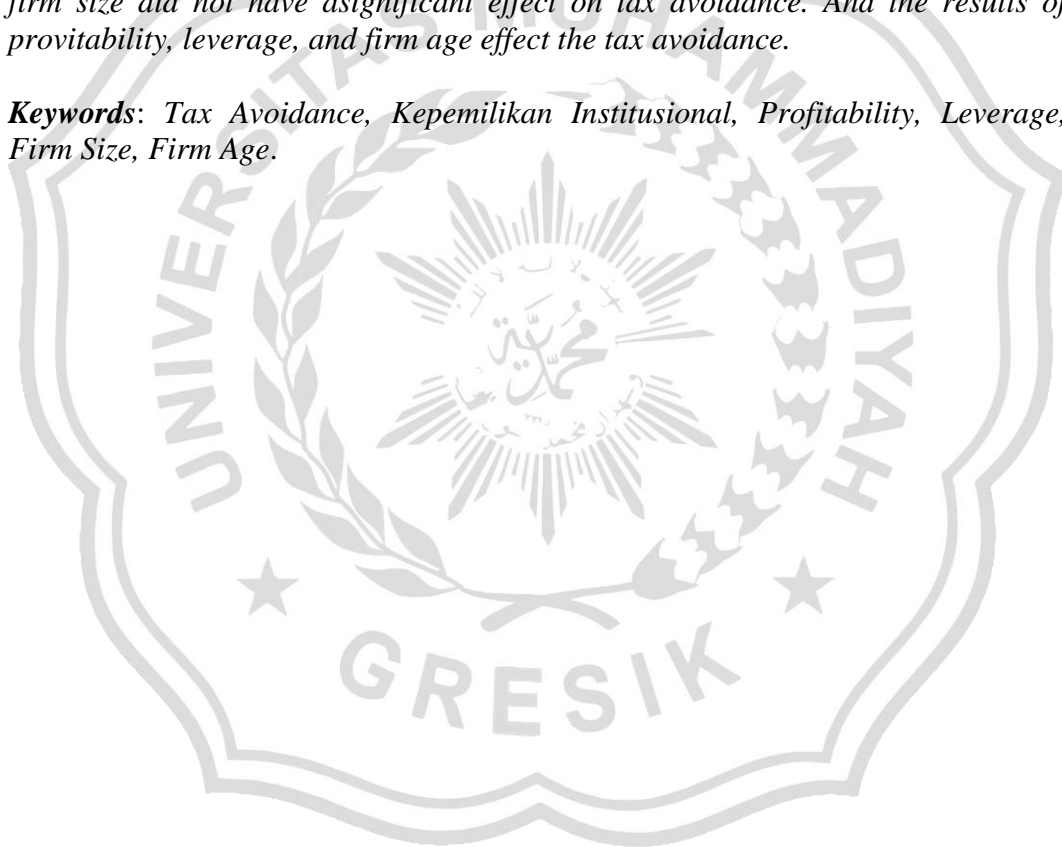 firm size did not have asignificant effect on tax avoidance. And the results of
provitability, leverage, and firm age effect the tax avoidance.
Keywords: Tax Avoidance, Kepemilikan Institusional, Profitability, Leverage,
Firm Size, Firm Age.
UNIVERSITAS MUHAMMADIYAH
GRESIK